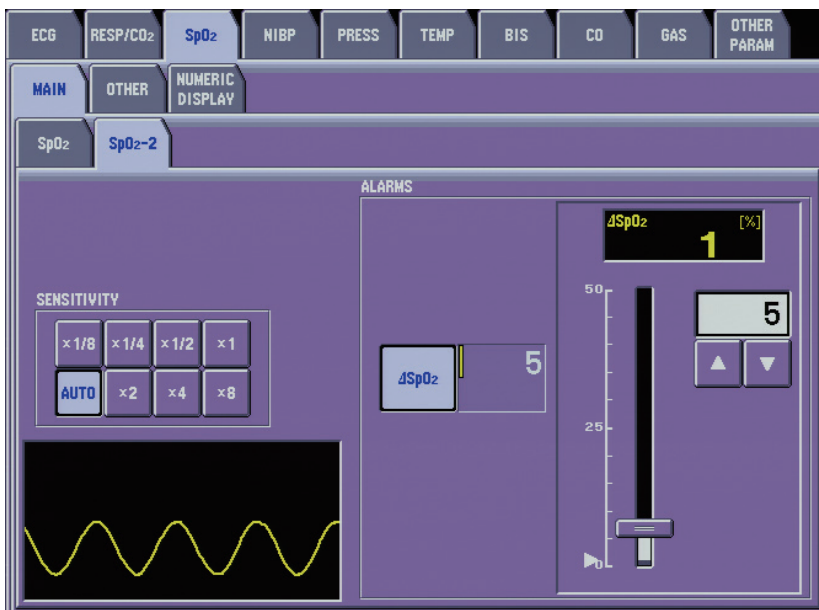 ECG RESP/CO₂ SpO₂ NIBP PRESS TEMP BIS CO GAS OTHER PARAM
MAIN OTHER NUMERIC DISPLAY
SpO₂ SpO₂-2
ALARMS
ΔSpO₂ [%]
1
50
SENSITIVITY
5
×1/8 ×1/4 ×1/2 ×1
ΔSpO₂ 5
AUTO ×2 ×4 ×8
25
0